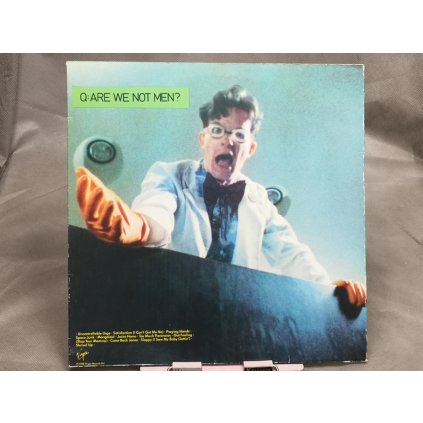 Q:ARE WE NOT MEN?
Uncontrollable Urge · Satisfaction (I Can't Get Me No) · Praying Hands
Space Junk · Mongoloid · Jocko Homo · Too Much Paranoias · Gut Feeling
(Slap Your Mammy) · Come Back Jonee · Sloppy (I Saw My Baby Gettin')
Shrivel Up
Virgin